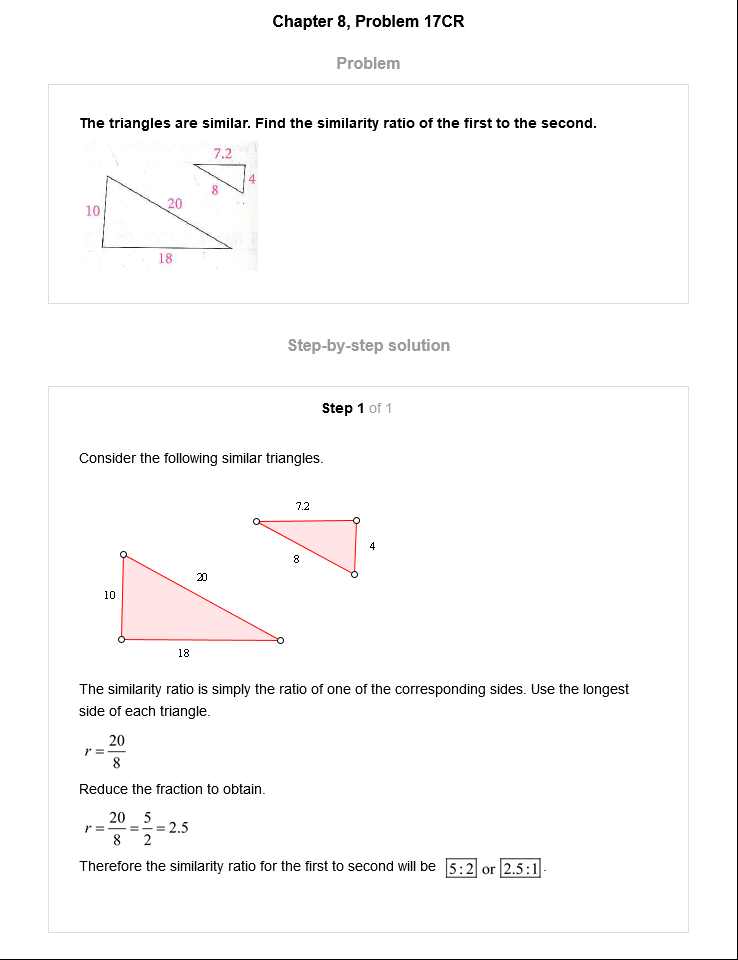 Chapter 8, Problem 17CR
Problem
The triangles are similar. Find the similarity ratio of the first to the second.
7.2
4
8
20
10
18
Step-by-step solution
Step 1 of 1
Consider the following similar triangles.
7.2
4
8
20
10
18
The similarity ratio is simply the ratio of one of the corresponding sides. Use the longest
side of each triangle.
r = 20/8
Reduce the fraction to obtain.
r = 20/8 = 5/2 = 2.5
Therefore the similarity ratio for the first to second will be 5:2 or 2.5:1.